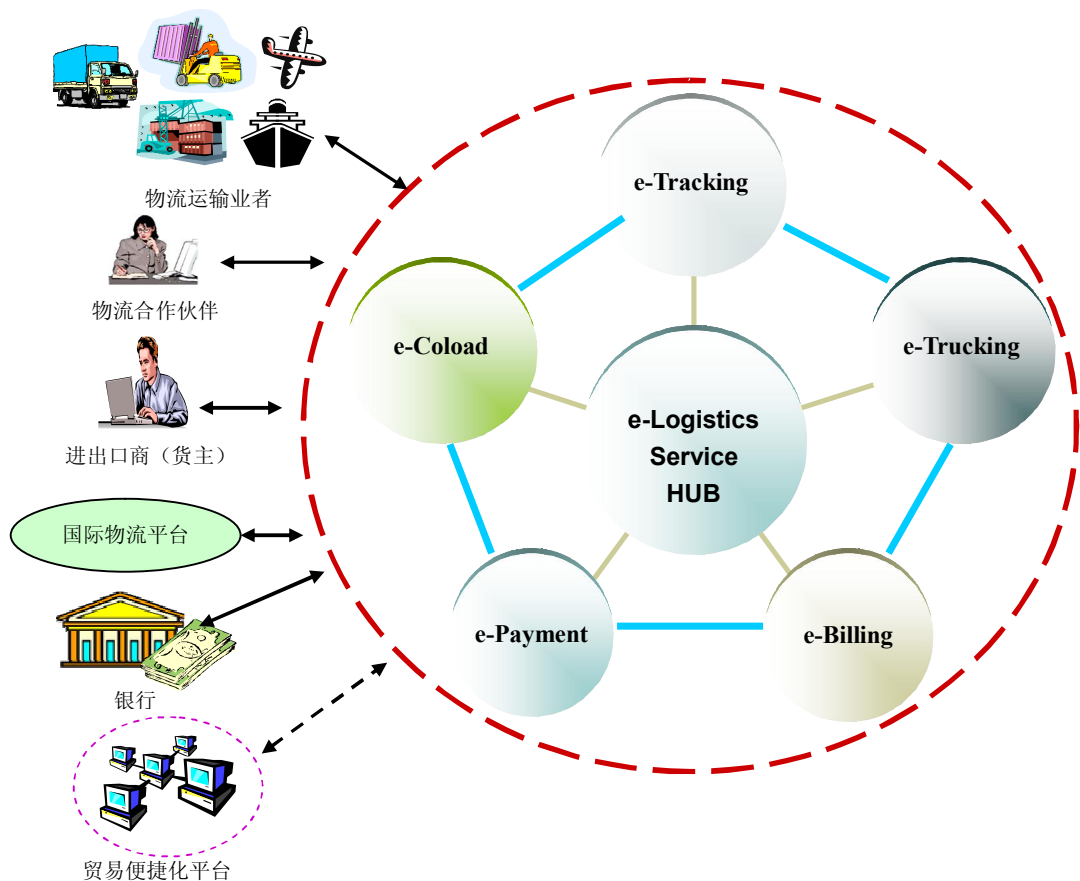 物流运输业者
物流合作伙伴
进出口商（货主）
国际物流平台
银行
贸易便捷化平台
e-Tracking
e-Coload
e-Trucking
e-Logistics
Service
HUB
e-Payment
e-Billing